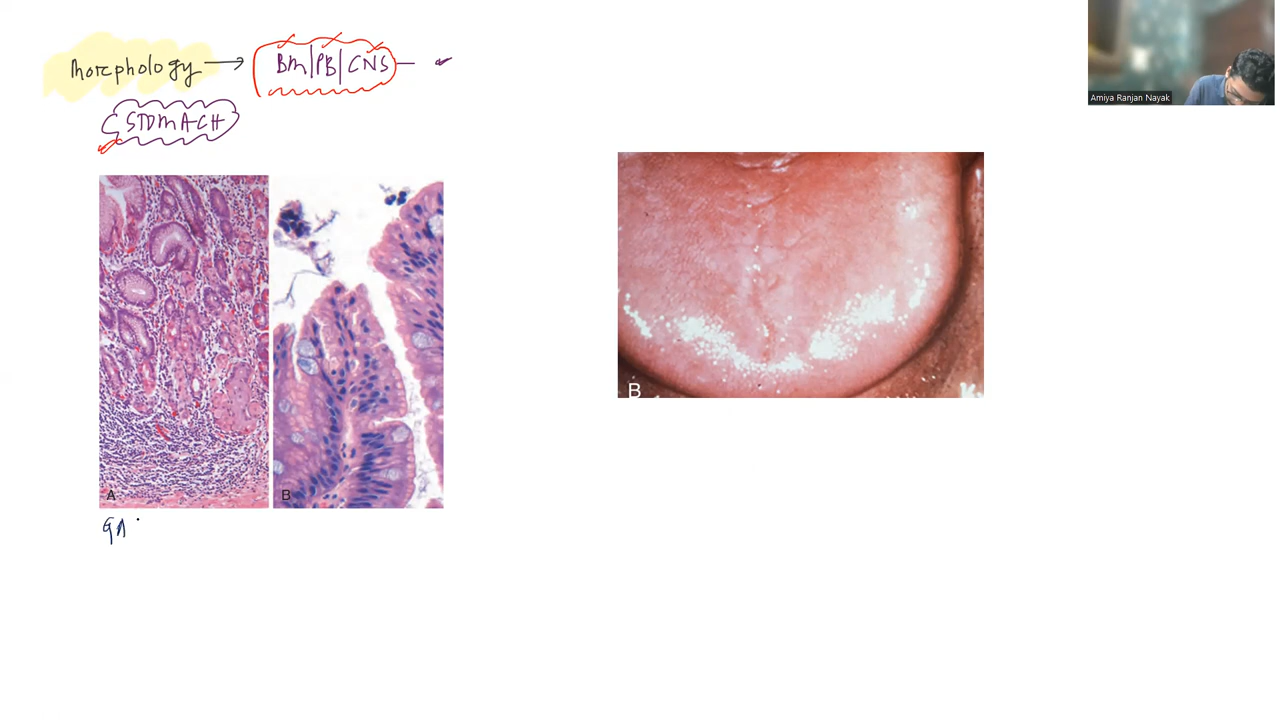 Morphology → BM|PB|CNS —
STOMACH
Amiya Ranjan Nayak
A
B
B
GA